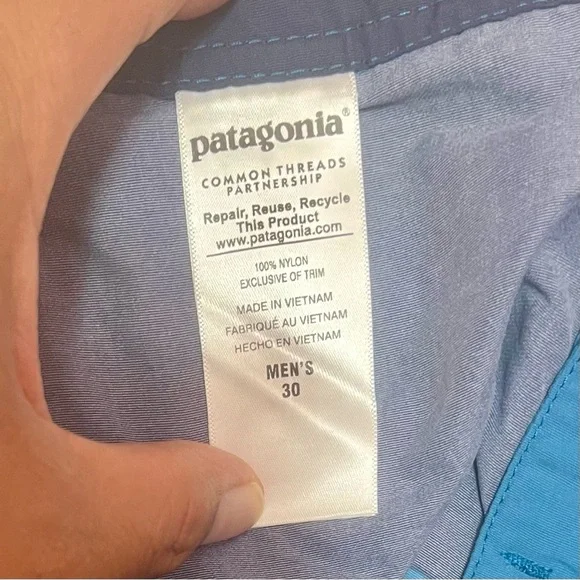 patagonia®
COMMON THREADS
PARTNERSHIP
Repair, Reuse, Recycle
This Product
www.patagonia.com
100% NYLON
EXCLUSIVE OF TRIM
MADE IN VIETNAM
FABRIQUÉ AU VIETNAM
HECHO EN VIETNAM
MEN'S
30